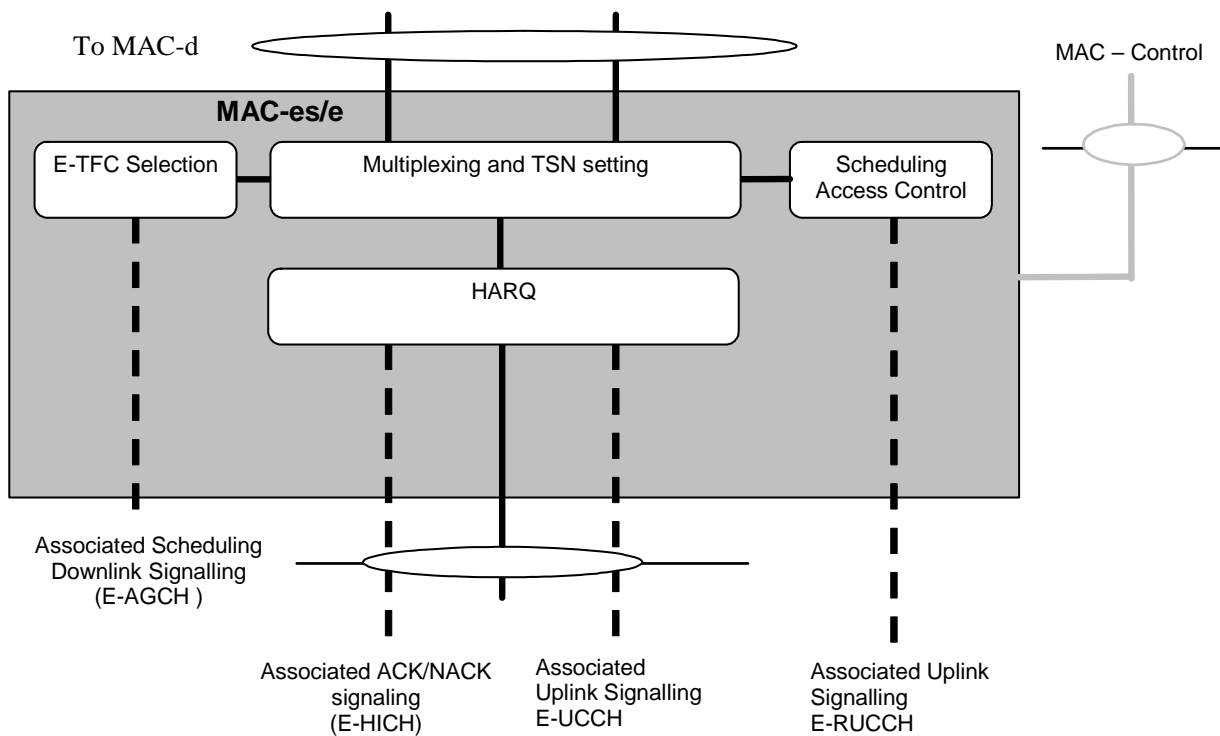 To MAC-d
MAC – Control
MAC-es/e
E-TFC Selection
Multiplexing and TSN setting
Scheduling
Access Control
HARQ
Associated Scheduling
Downlink Signalling
(E-AGCH )
Associated ACK/NACK
signaling
(E-HICH)
Associated
Uplink Signalling
E-UCCH
Associated Uplink
Signalling
E-RUCCH